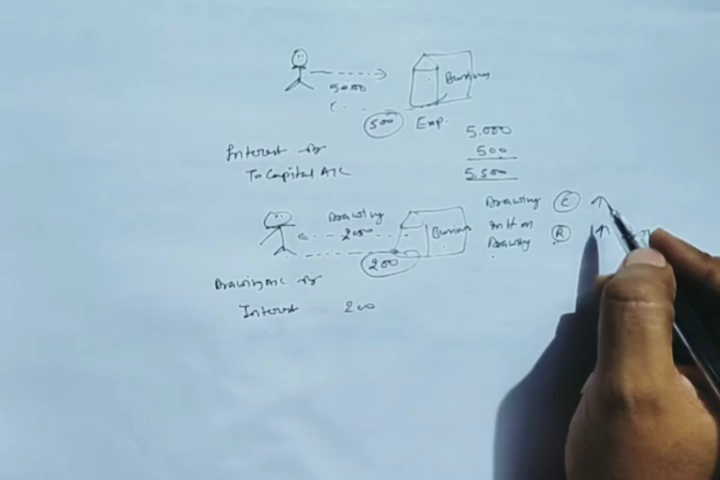 Business
5000
500 Exp.
5,000
500
5,500
Interest Dr
To Capital A/C
Drawing
2000
Business
200
Drawing E ↑
Int on
Drawing R ↑
Drawing A/C Dr
Interest 200